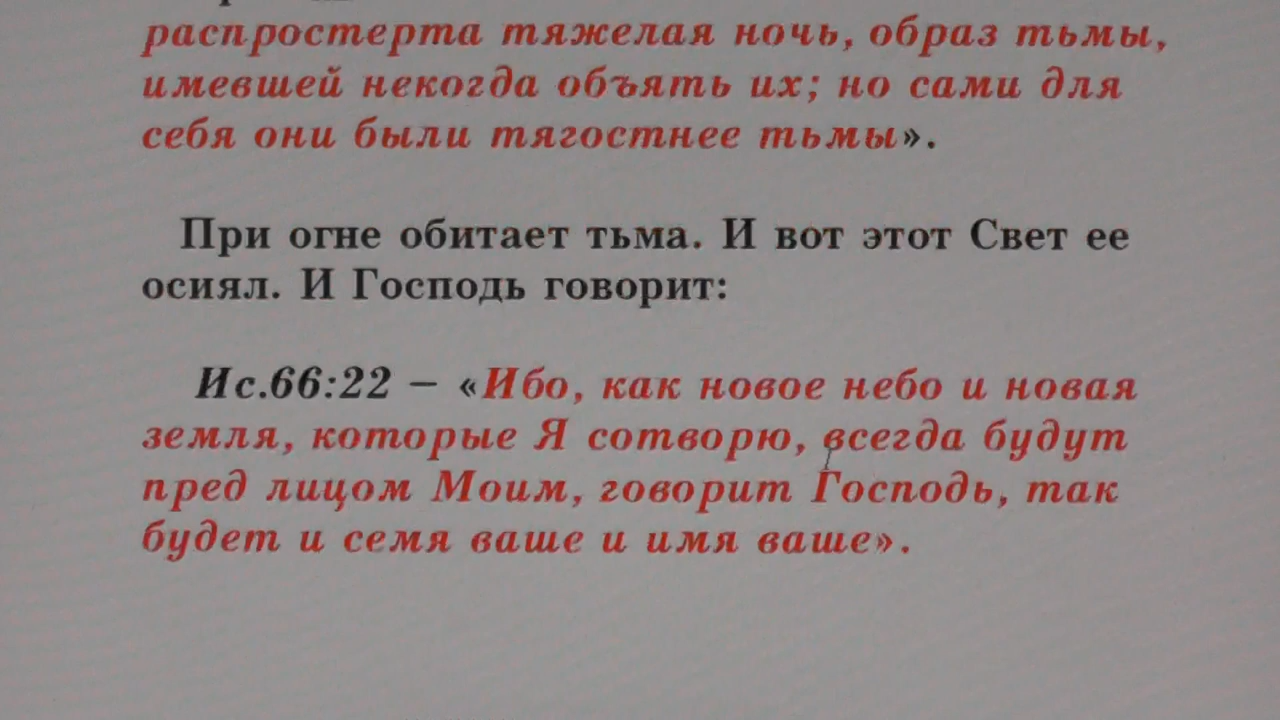 распростерта тяжелая ночь, образ тьмы,
имевшей некогда объять их; но сами для
себя они были тягостнее тьмы».
При огне обитает тьма. И вот этот Свет ее
осиял. И Господь говорит:
Ис.66:22 – «Ибо, как новое небо и новая
земля, которые Я сотворю, всегда будут
пред лицом Моим, говорит Господь, так
будет и семя ваше и имя ваше».